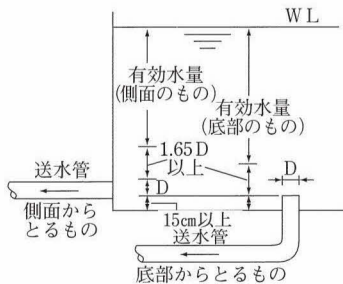 WL
有効水量
(側面のもの)
有効水量
(底部のもの)
1.65D
以上
D
D
送水管
側面から
とるもの
15cm以上
送水管
底部からとるもの